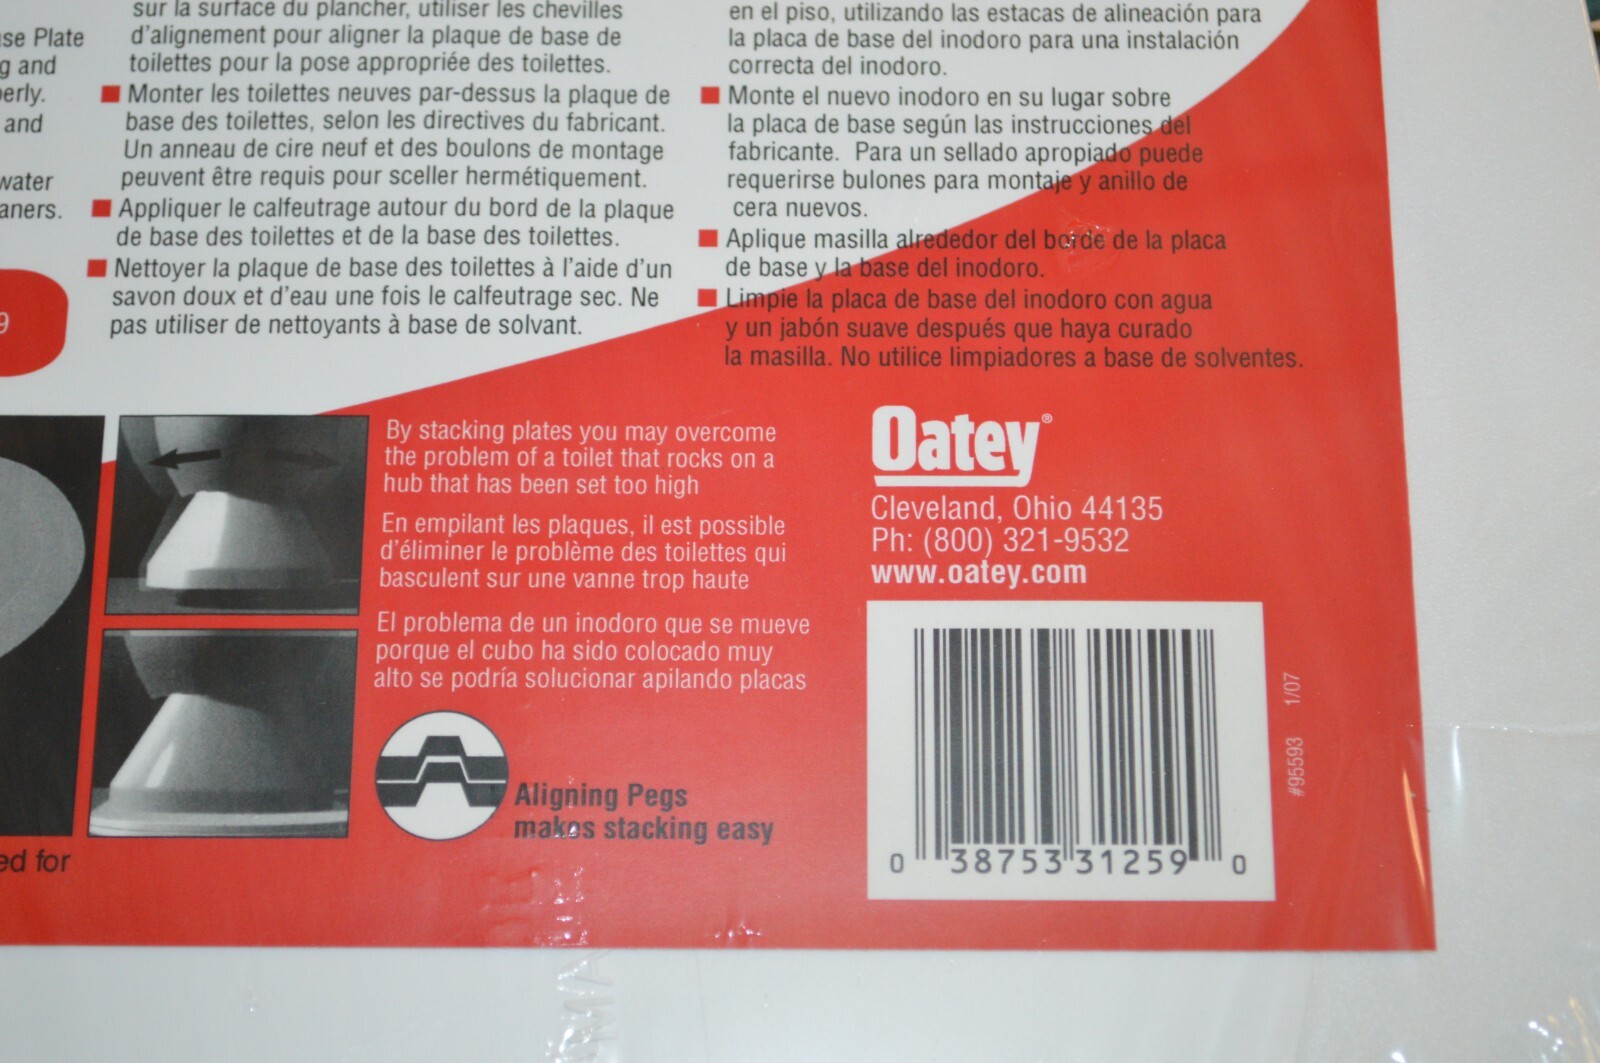 se Plate
g and
erly.
and
water
aners.
9
sur la surface du plancher, utiliser les chevilles
d'alignement pour aligner la plaque de base de
toilettes pour la pose appropriée des toilettes.
Monter les toilettes neuves par-dessus la plaque de
base des toilettes, selon les directives du fabricant.
Un anneau de cire neuf et des boulons de montage
peuvent être requis pour sceller hermétiquement.
Appliquer le calfeutrage autour du bord de la plaque
de base des toilettes et de la base des toilettes.
Nettoyer la plaque de base des toilettes à l'aide d'un
savon doux et d'eau une fois le calfeutrage sec. Ne
pas utiliser de nettoyants à base de solvant.
en el piso, utilizando las estacas de alineación para
la placa de base del inodoro para una instalación
correcta del inodoro.
Monte el nuevo inodoro en su lugar sobre
la placa de base según las instrucciones del
fabricante. Para un sellado apropiado puede
requerirse bulones para montaje y anillo de
cera nuevos.
Aplique masilla alrededor del borde de la placa
de base y la base del inodoro.
Limpie la placa de base del inodoro con agua
y un jabón suave después que haya curado
la masilla. No utilice limpiadores a base de solventes.
By stacking plates you may overcome
the problem of a toilet that rocks on a
hub that has been set too high
En empilant les plaques, il est possible
d'éliminer le problème des toilettes qui
basculent sur une vanne trop haute
El problema de un inodoro que se mueve
porque el cubo ha sido colocado muy
alto se podría solucionar apilando placas
Aligning Pegs
makes stacking easy
ed for
Oatey®
Cleveland, Ohio 44135
Ph: (800) 321-9532
www.oatey.com
0 38753 31259 0
#95593 1/07